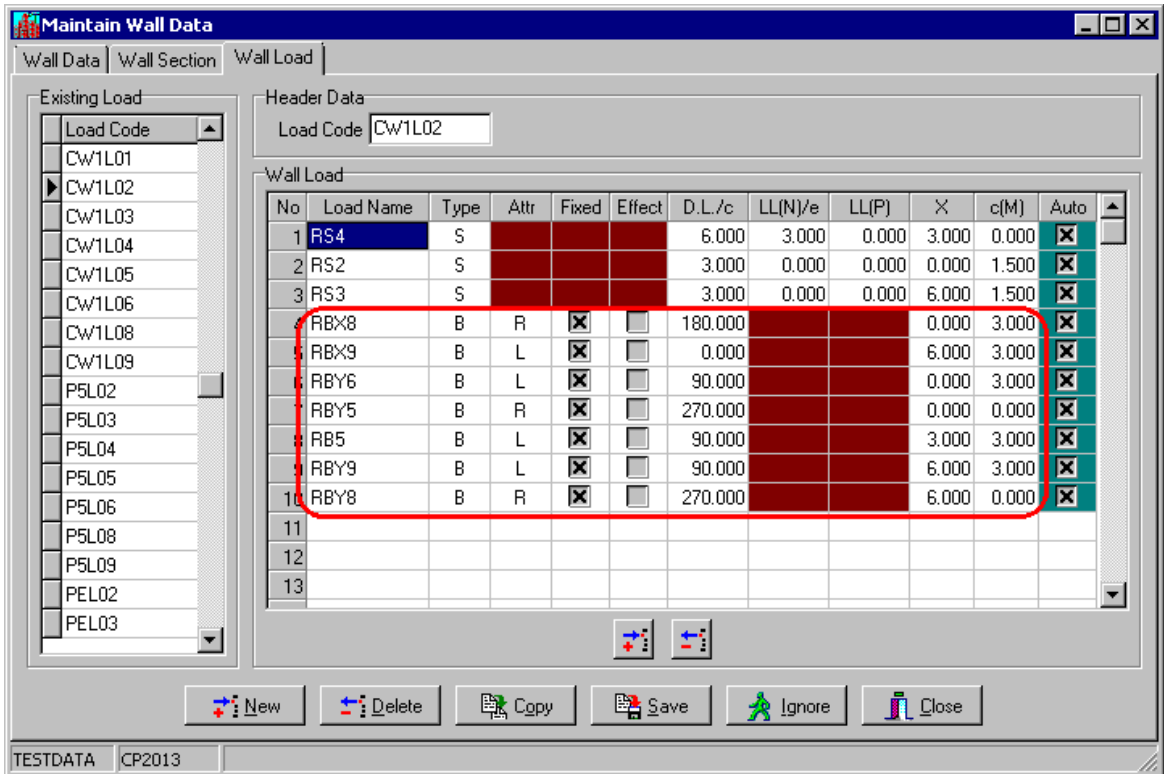 Maintain Wall Data
Wall Data Wall Section Wall Load
Existing Load
Load Code
CW1L01
CW1L02
CW1L03
CW1L04
CW1L05
CW1L06
CW1L08
CW1L09
P5L02
P5L03
P5L04
P5L05
P5L06
P5L08
P5L09
PEL02
PEL03
Header Data
Load Code CW1L02
Wall Load
No Load Name Type Attr Fixed Effect D.L./c LL(N)/e LL(P) X c(M) Auto
1 RS4 S 6.000 3.000 0.000 3.000 0.000
2 RS2 S 3.000 0.000 0.000 0.000 1.500
3 RS3 S 3.000 0.000 0.000 6.000 1.500
4 RBX8 B R 180.000 0.000 3.000
5 RBX9 B L 0.000 6.000 3.000
6 RBY6 B L 90.000 0.000 3.000
7 RBY5 B R 270.000 0.000 0.000
8 RB5 B L 90.000 3.000 3.000
9 RBY9 B L 90.000 6.000 3.000
10 RBY8 B R 270.000 6.000 0.000
11
12
13
New Delete Copy Save Ignore Close
TESTDATA CP2013